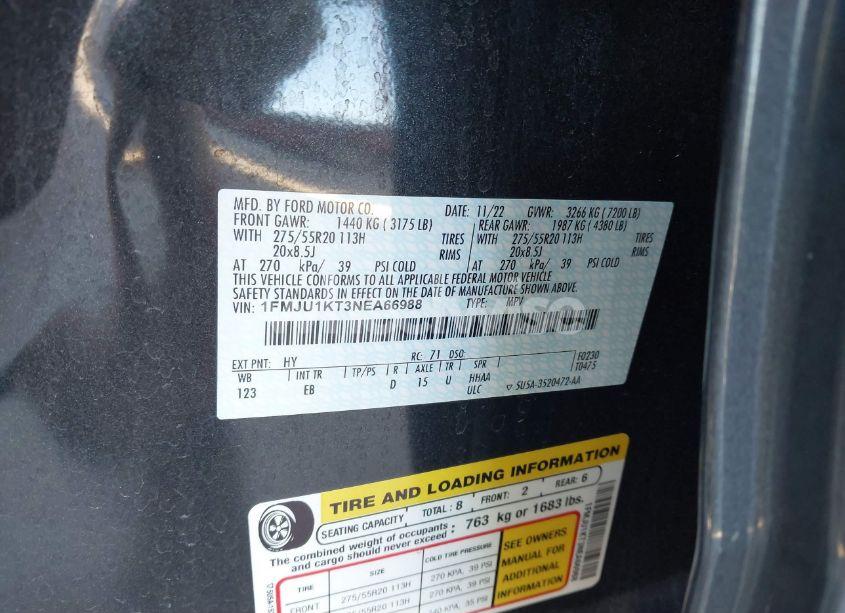 MFD. BY FORD MOTOR CO. DATE: 11/22 GVWR: 3266 KG ( 7200 LB)
FRONT GAWR: 1440 KG ( 3175 LB) REAR GAWR: 1987 KG ( 4380 LB)
WITH 275/55R20 113H TIRES WITH 275/55R20 113H TIRES
20x8.5J RIMS 20x8.5J RIMS
AT 270 kPa/ 39 PSI COLD AT 270 kPa/ 39 PSI COLD
THIS VEHICLE CONFORMS TO ALL APPLICABLE FEDERAL MOTOR VEHICLE
SAFETY STANDARDS IN EFFECT ON THE DATE OF MANUFACTURE SHOWN ABOVE.
VIN: 1FMJU1KT3NEA66988 TYPE: MPV
EXT PNT: HY RC: 71 DSO: F0230
WB INT TR TP/PS R AXLE TR SPR T0475
123 EB D 15 U HHAA
ULC ▽ 5U5A-3520472-AA
TIRE AND LOADING INFORMATION
SEATING CAPACITY TOTAL: 8 FRONT: 2 REAR: 6
The combined weight of occupants and cargo should never exceed : 763 kg or 1683 lbs.
TIRE SIZE COLD TIRE PRESSURE
FRONT 275/55R20 113H 270 KPA, 39 PSI
270 KPA, 39 PSI
SEE OWNERS
MANUAL FOR
ADDITIONAL
INFORMATION